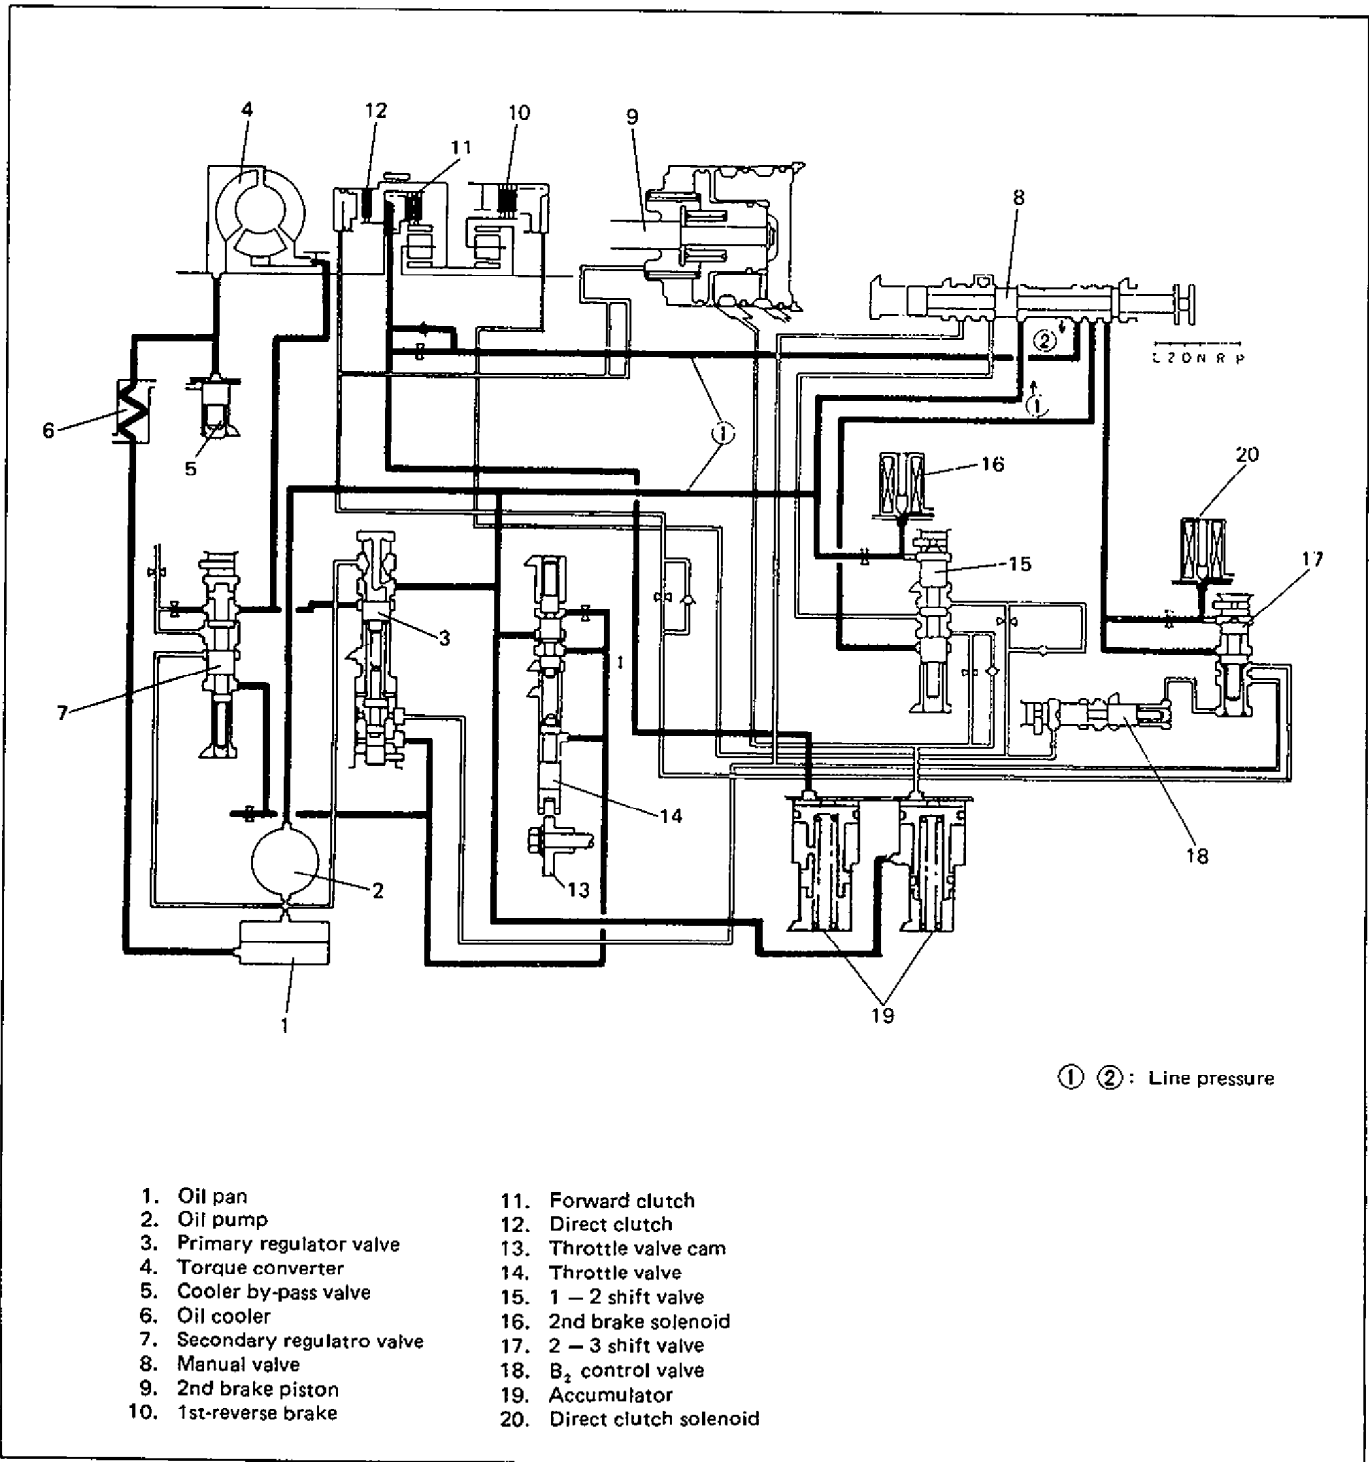 4
12
11
10
9
8
②
L 2 D N R P
①
6
5
①
16
20
15
17
3
7
14
18
2
13
1
19
① ② : Line pressure
1. Oil pan
2. Oil pump
3. Primary regulator valve
4. Torque converter
5. Cooler by-pass valve
6. Oil cooler
7. Secondary regulatro valve
8. Manual valve
9. 2nd brake piston
10. 1st-reverse brake
11. Forward clutch
12. Direct clutch
13. Throttle valve cam
14. Throttle valve
15. 1 – 2 shift valve
16. 2nd brake solenoid
17. 2 – 3 shift valve
18. B₂ control valve
19. Accumulator
20. Direct clutch solenoid